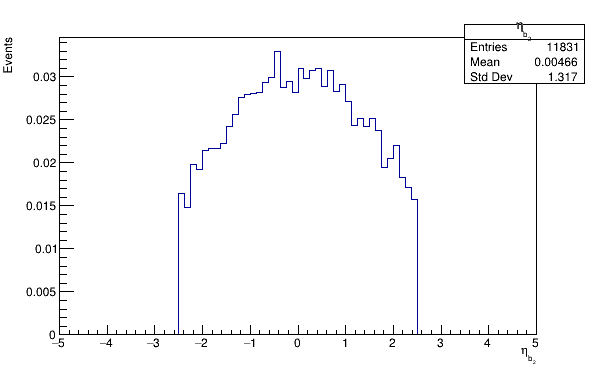 η_b₂
Entries 11831
Mean 0.00466
Std Dev 1.317
Events
0.03
0.025
0.02
0.015
0.01
0.005
0
−5 −4 −3 −2 −1 0 1 2 3 4 5
η_b₂